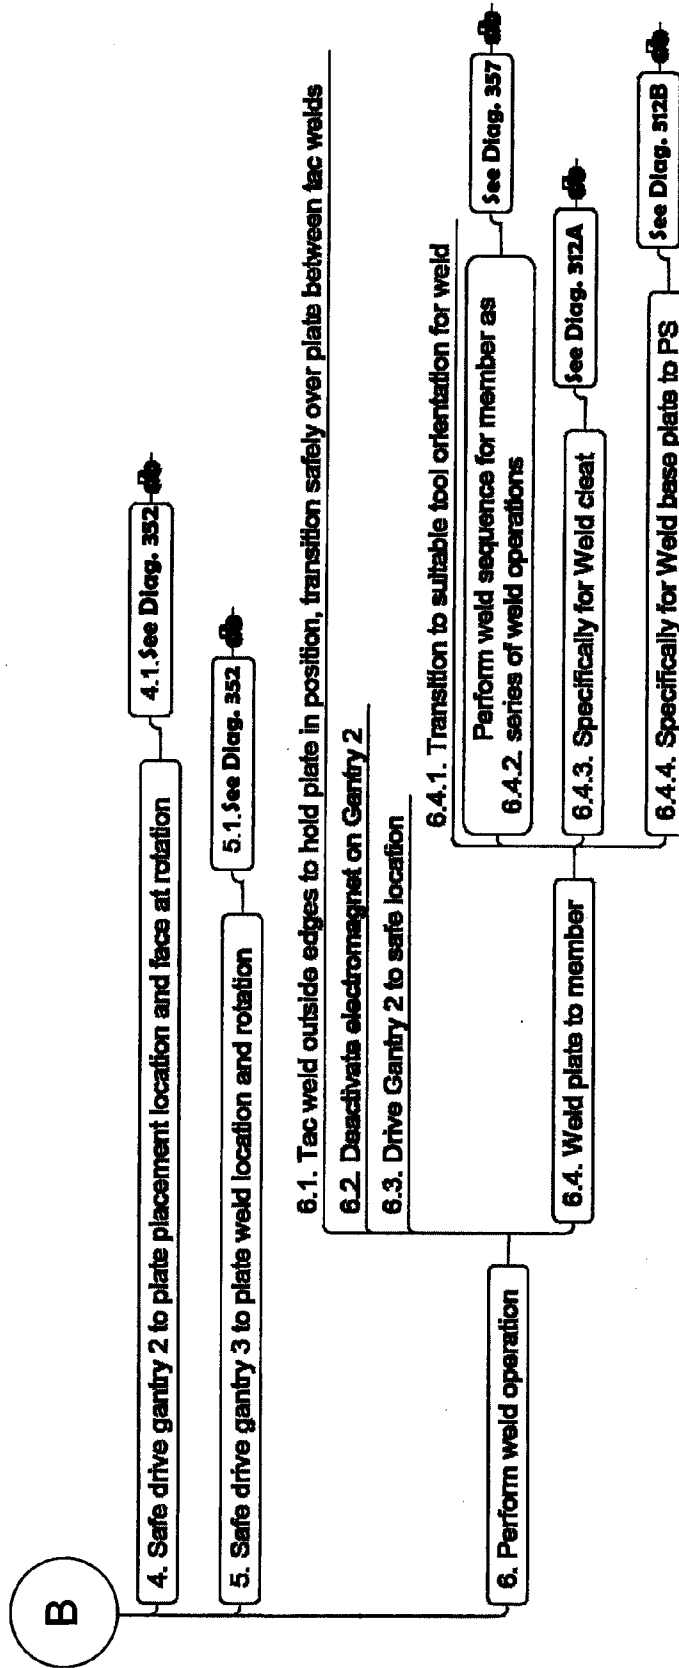 B
4. Safe drive gantry 2 to plate placement location and face at rotation
4.1.See Diag. 352
5. Safe drive gantry 3 to plate weld location and rotation
5.1.See Diag. 352
6. Perform weld operation
6.1. Tac weld outside edges to hold plate in position, transition safely over plate between tac welds
6.2. Deactivate electromagnet on Gantry 2
6.3. Drive Gantry 2 to safe location
6.4. Weld plate to member
6.4.1. Transition to suitable tool orientation for weld
Perform weld sequence for member as
6.4.2. series of weld operations
See Diag. 357
6.4.3. Specifically for Weld cleat
See Diag. 312A
6.4.4. Specifically for Weld base plate to PS
See Diag. 312B